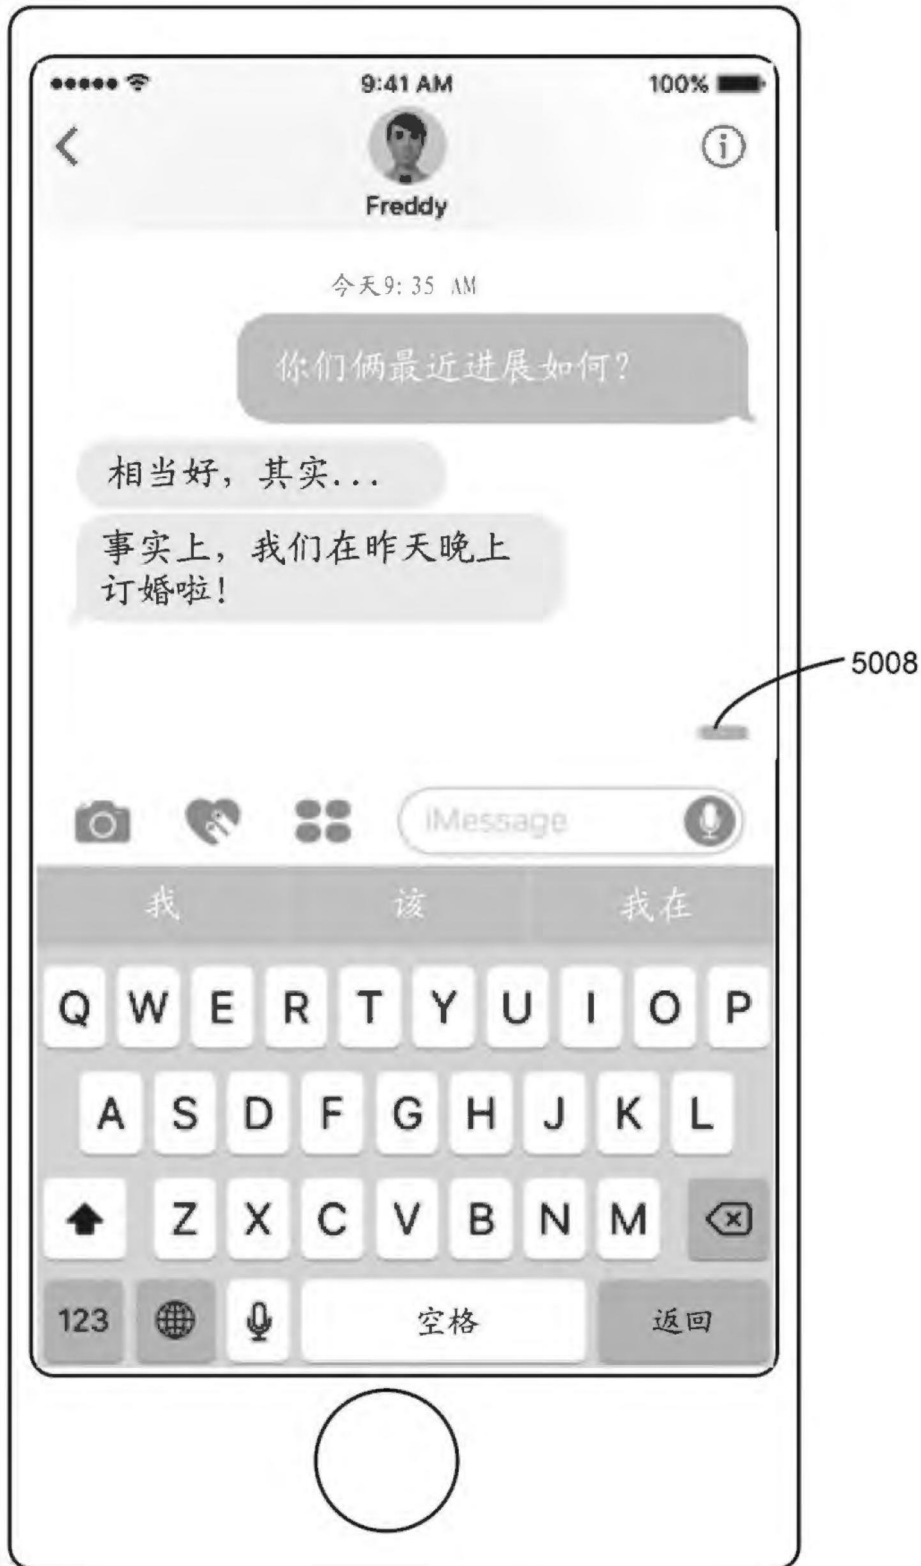 9:41 AM 100%
Freddy
今天9:35 AM
你们俩最近进展如何?
相当好, 其实...
事实上, 我们在昨天晚上
订婚啦!
5008
iMessage
我 该 我在
Q W E R T Y U I O P
A S D F G H J K L
Z X C V B N M
123 空格 返回